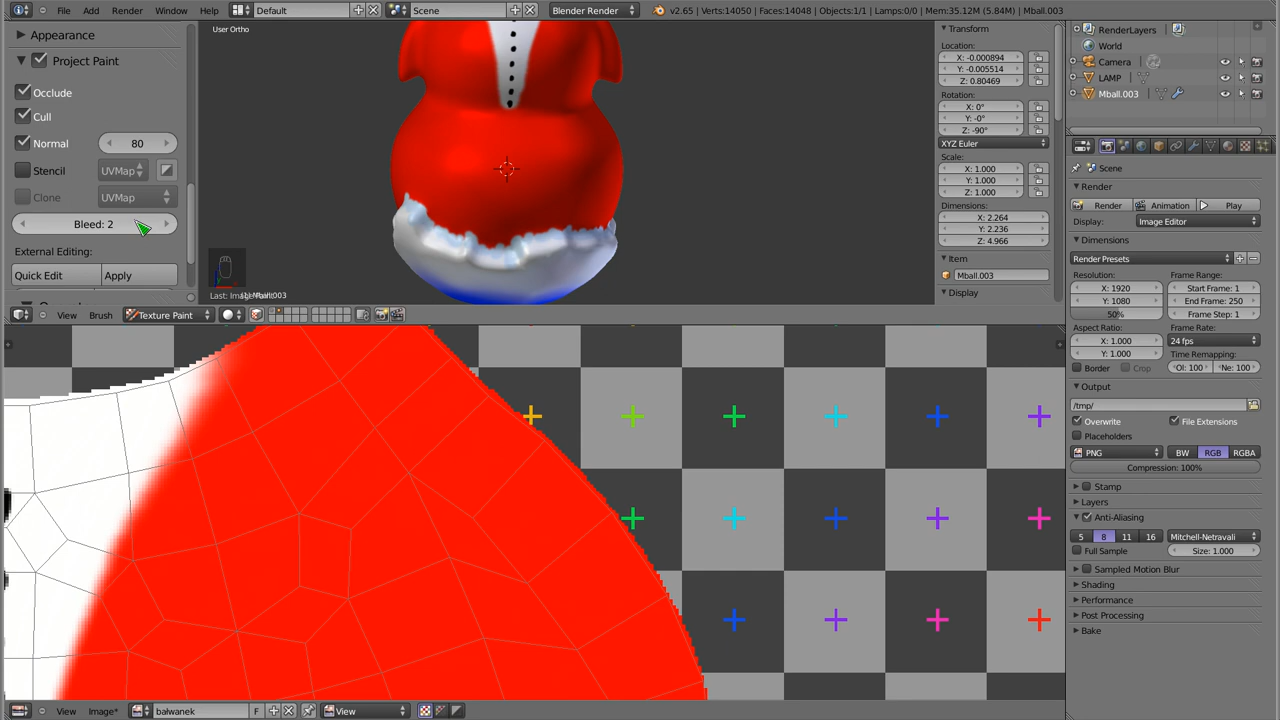 File Add Render Window Help Default Scene Blender Render v2.65 | Verts:14050 | Faces:14048 | Objects:1/1 | Lamps:0/0 | Mem:35.12M (5.84M) | Mball.003
Appearance
Project Paint
Occlude
Cull
Normal 80
Stencil UVMap
Clone UVMap
Bleed: 2
External Editing:
Quick Edit Apply
User Ortho
View Brush Texture Paint
Transform
Location:
X: -0.000894
Y: -0.005514
Z: 0.80469
Rotation:
X: 0°
Y: -0°
Z: -90°
XYZ Euler
Scale:
X: 1.000
Y: 1.000
Z: 1.000
Dimensions:
X: 2.264
Y: 2.236
Z: 4.966
Item
Mball.003
Display
RenderLayers
World
Camera
LAMP
Mball.003
Scene
Render
Render Animation Play
Display: Image Editor
Dimensions
Render Presets
Resolution: Frame Range:
X: 1920 Start Frame: 1
Y: 1080 End Frame: 250
50% Frame Step: 1
Aspect Ratio: Frame Rate:
X: 1.000 24 fps
Y: 1.000 Time Remapping:
Border Crop Ol: 100 Ne: 100
Output
/tmp/
Overwrite File Extensions
Placeholders
PNG BW RGB RGBA
Compression: 100%
Stamp
Layers
Anti-Aliasing
5 8 11 16 Mitchell-Netravali
Full Sample Size: 1.000
Sampled Motion Blur
Shading
Performance
Post Processing
Bake
View Image* bałwanek F View